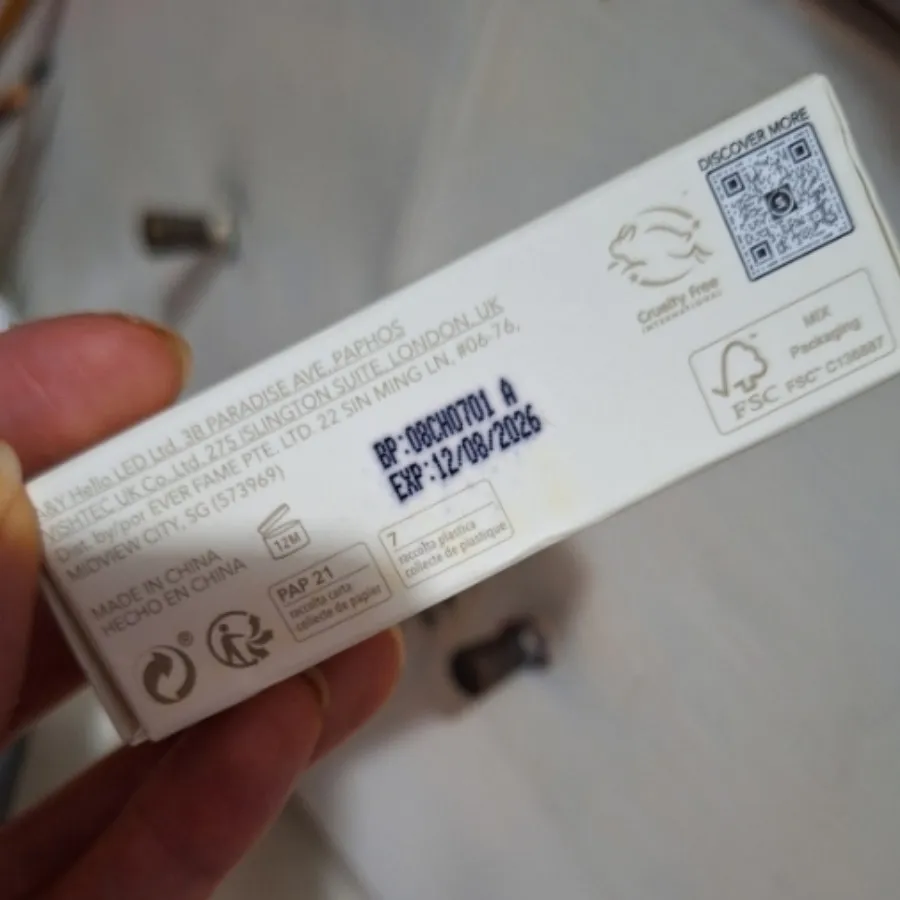 DISCOVER MORE
Cruelty Free
INTERNATIONAL
MIX
Packaging
FSC FSC™ C136887
&Y Hello LED Ltd. 3B PARADISE AVE. PAPHOS
VISHTEC UK Co. Ltd. 275 ISLINGTON SUITE, LONDON, UK
Dist. by/por EVER FAME PTE. LTD 22 SIN MING LN, #06-76,
MIDVIEW CITY, SG (573969)
BP:08CH0701 A
EXP:12/08/2026
MADE IN CHINA
HECHO EN CHINA
12M
PAP 21
raccolta carta
collecte de papier
7
raccolta plastica
collecte de plastique